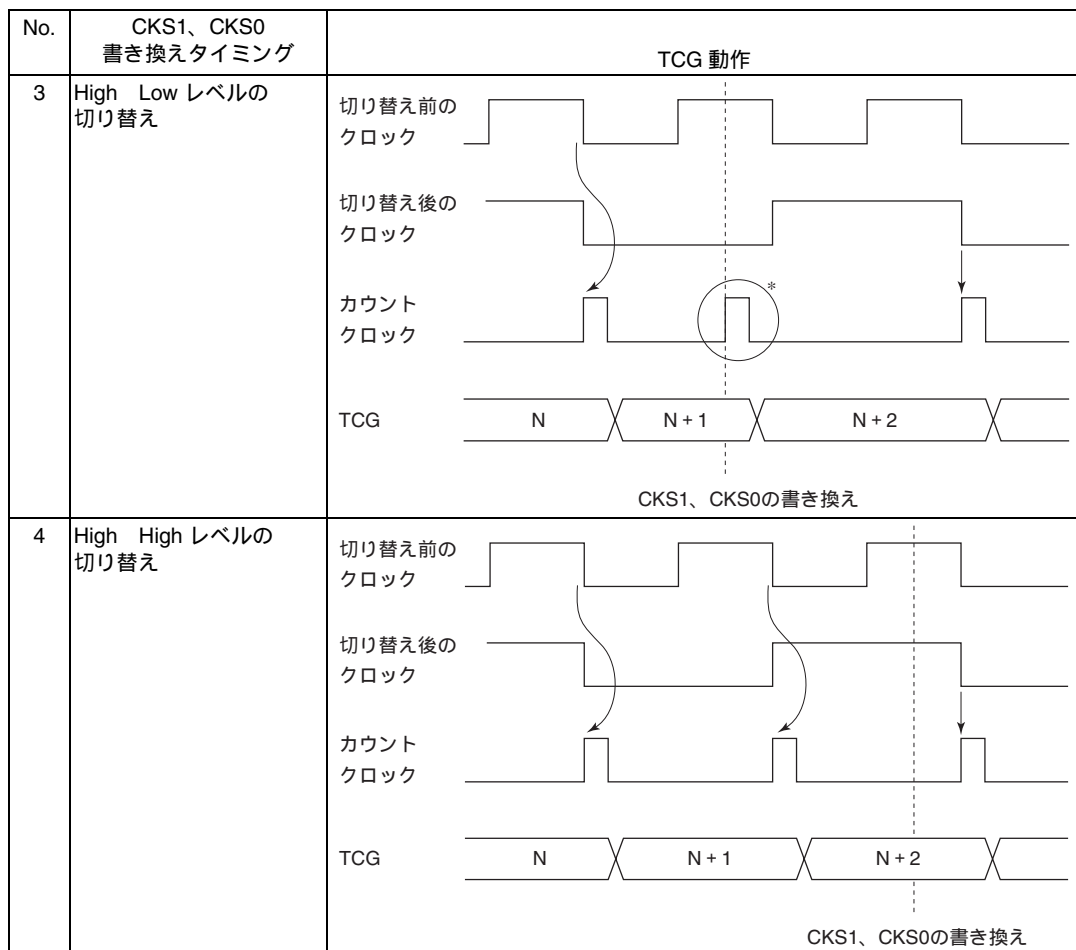 No.
CKS1、CKS0
書き換えタイミング
TCG 動作
3
High Low レベルの
切り替え
切り替え前の
クロック
切り替え後の
クロック
カウント
クロック
*
TCG
N
N + 1
N + 2
CKS1、CKS0の書き換え
4
High High レベルの
切り替え
切り替え前の
クロック
切り替え後の
クロック
カウント
クロック
TCG
N
N + 1
N + 2
CKS1、CKS0の書き換え